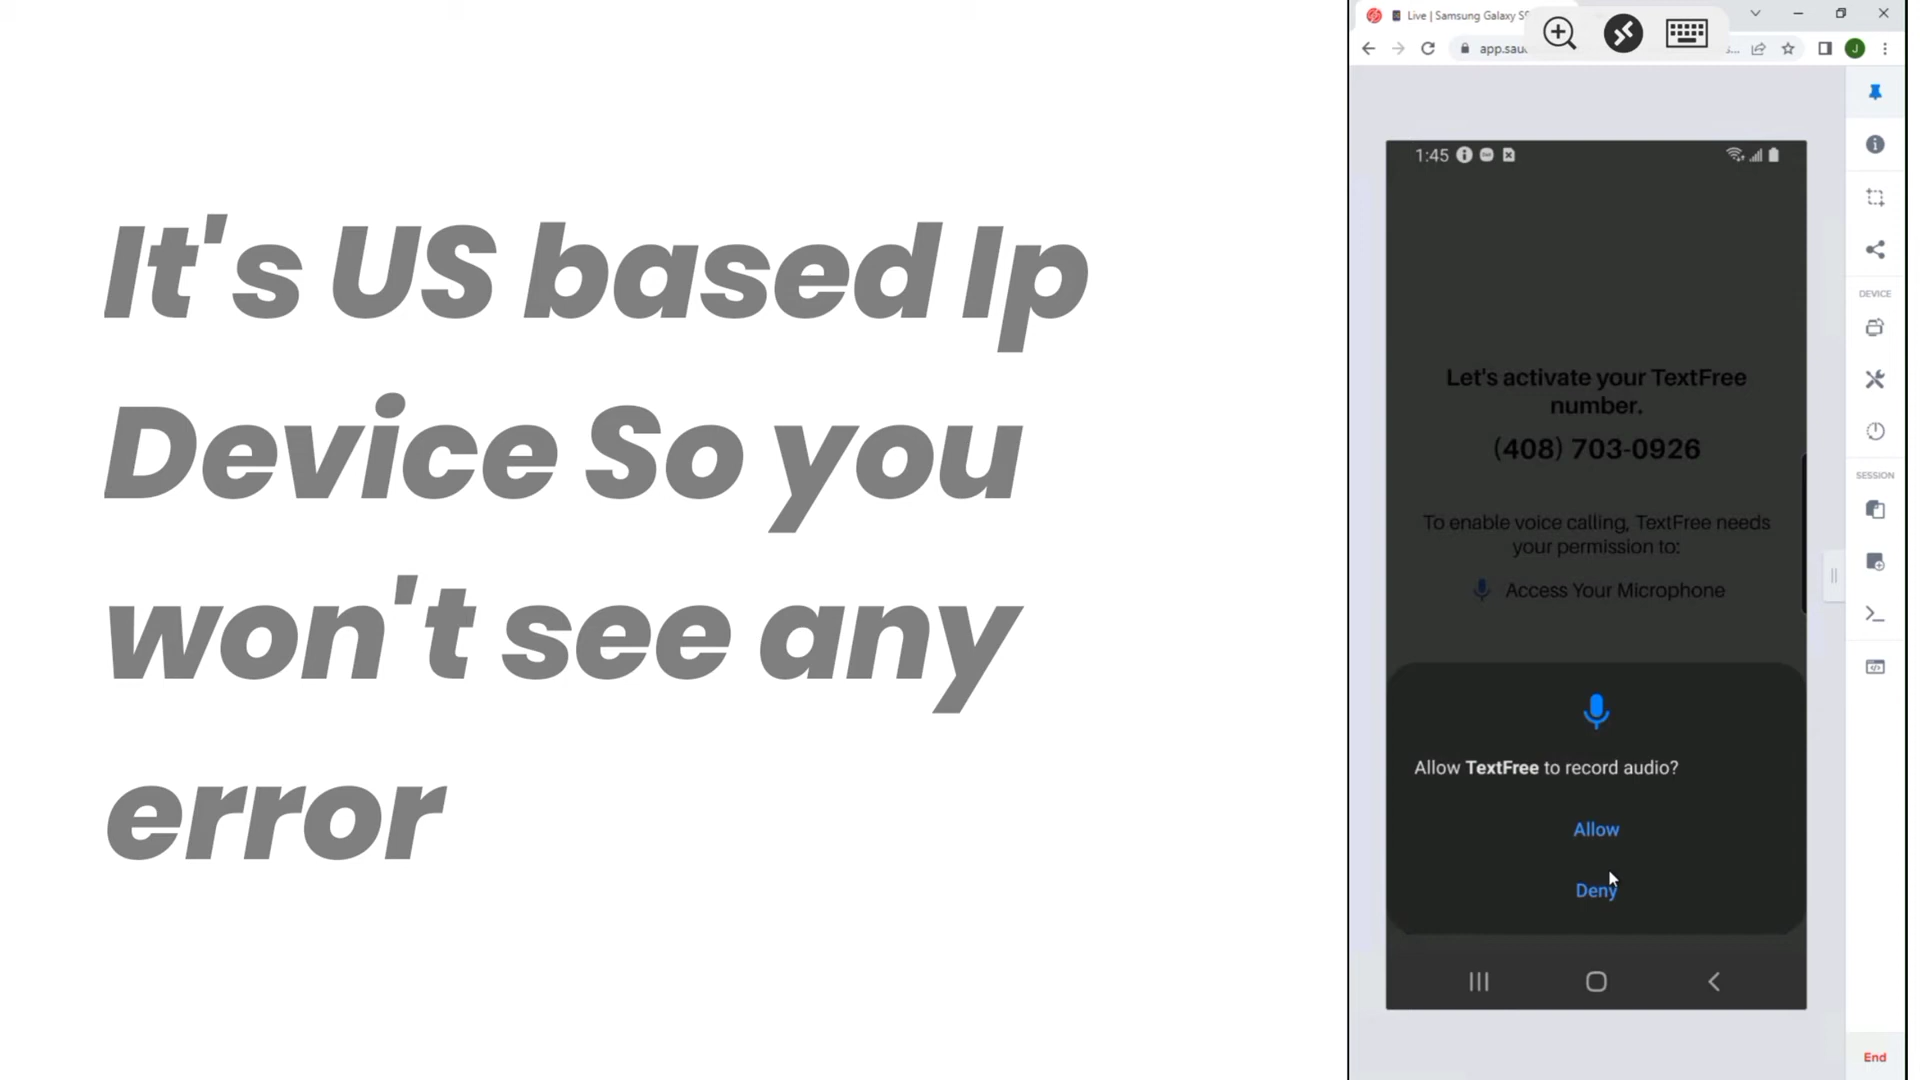 It's US based Ip
Device So you
won't see any
error
Live | Samsung Galaxy S
app.sau
...
J
1:45
Let's activate your TextFree
number.
(408) 703-0926
To enable voice calling, TextFree needs
your permission to:
Access Your Microphone
Allow TextFree to record audio?
Allow
Deny
DEVICE
SESSION
End